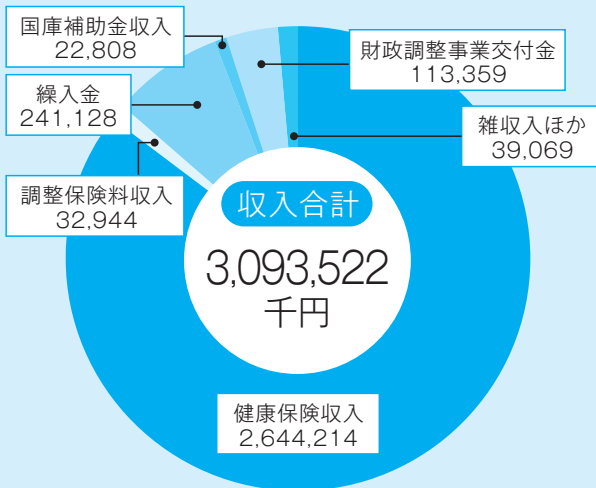 国庫補助金収入
22,808
財政調整事業交付金
113,359
繰入金
241,128
雑収入ほか
39,069
調整保険料収入
32,944
収入合計
3,093,522
千円
健康保険収入
2,644,214